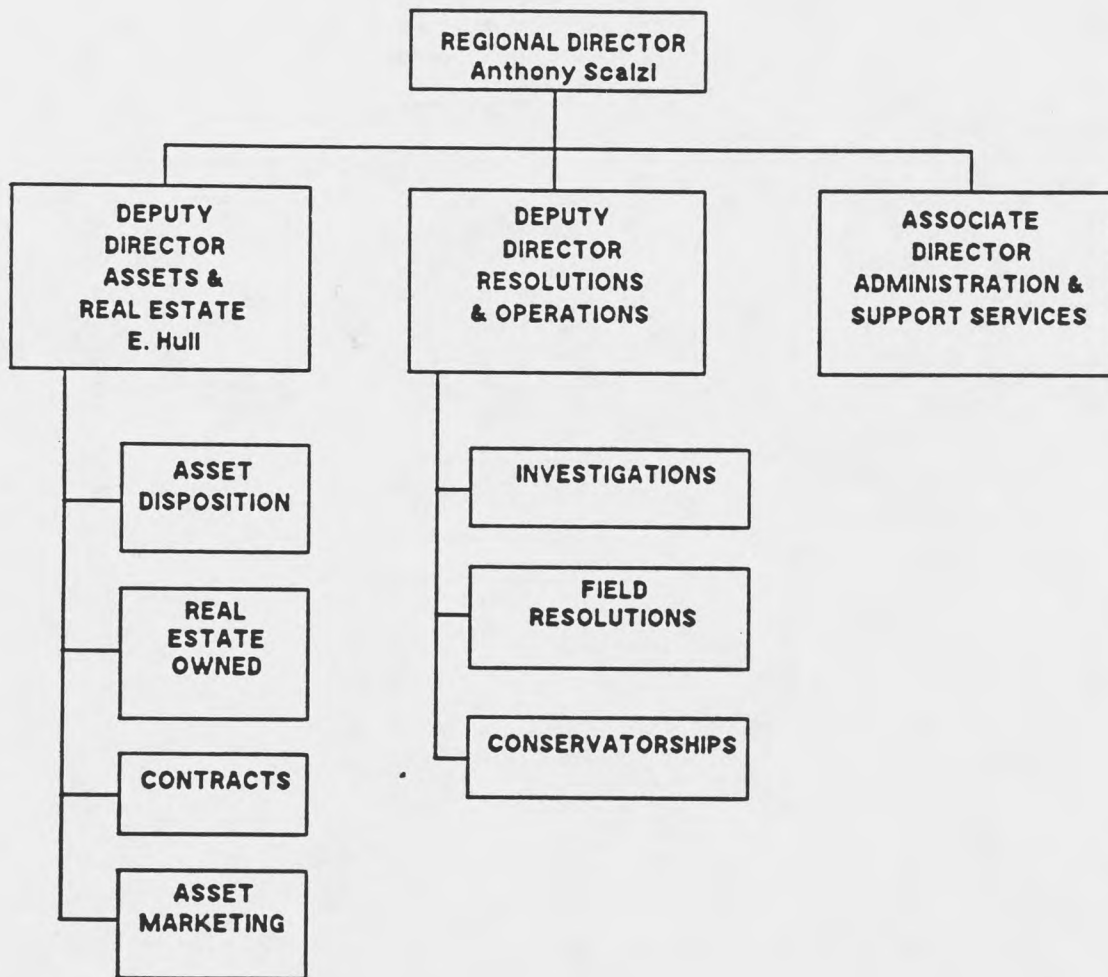 REGIONAL DIRECTOR
Anthony Scalzi
DEPUTY
DIRECTOR
ASSETS &
REAL ESTATE
E. Hull
ASSET
DISPOSITION
REAL
ESTATE
OWNED
CONTRACTS
ASSET
MARKETING
DEPUTY
DIRECTOR
RESOLUTIONS
& OPERATIONS
INVESTIGATIONS
FIELD
RESOLUTIONS
CONSERVATORSHIPS
ASSOCIATE
DIRECTOR
ADMINISTRATION &
SUPPORT SERVICES